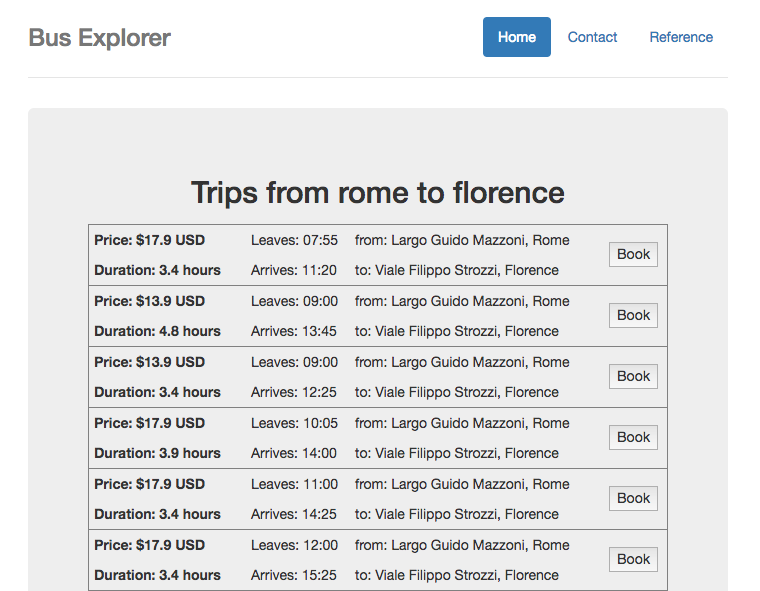 Bus Explorer
Home Contact Reference
Trips from rome to florence
Price: $17.9 USD Leaves: 07:55 from: Largo Guido Mazzoni, Rome
Book
Duration: 3.4 hours Arrives: 11:20 to: Viale Filippo Strozzi, Florence
Price: $13.9 USD Leaves: 09:00 from: Largo Guido Mazzoni, Rome
Book
Duration: 4.8 hours Arrives: 13:45 to: Viale Filippo Strozzi, Florence
Price: $13.9 USD Leaves: 09:00 from: Largo Guido Mazzoni, Rome
Book
Duration: 3.4 hours Arrives: 12:25 to: Viale Filippo Strozzi, Florence
Price: $17.9 USD Leaves: 10:05 from: Largo Guido Mazzoni, Rome
Book
Duration: 3.9 hours Arrives: 14:00 to: Viale Filippo Strozzi, Florence
Price: $17.9 USD Leaves: 11:00 from: Largo Guido Mazzoni, Rome
Book
Duration: 3.4 hours Arrives: 14:25 to: Viale Filippo Strozzi, Florence
Price: $17.9 USD Leaves: 12:00 from: Largo Guido Mazzoni, Rome
Book
Duration: 3.4 hours Arrives: 15:25 to: Viale Filippo Strozzi, Florence